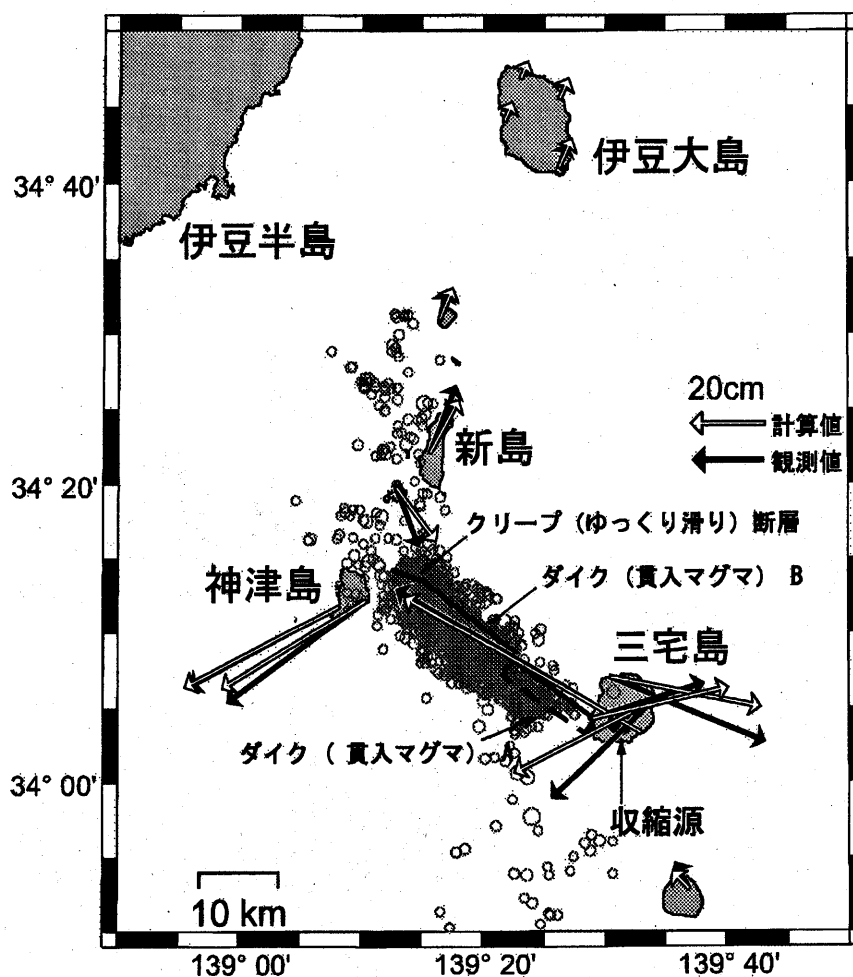 伊豆大島
34° 40'
伊豆半島
20cm
計算値
観測値
新島
34° 20'
クリープ（ゆっくり滑り）断層
ダイク（貫入マグマ） B
神津島
三宅島
ダイク（ 貫入マグマ） A
34° 00'
収縮源
10 km
139° 00'
139° 20'
139° 40'